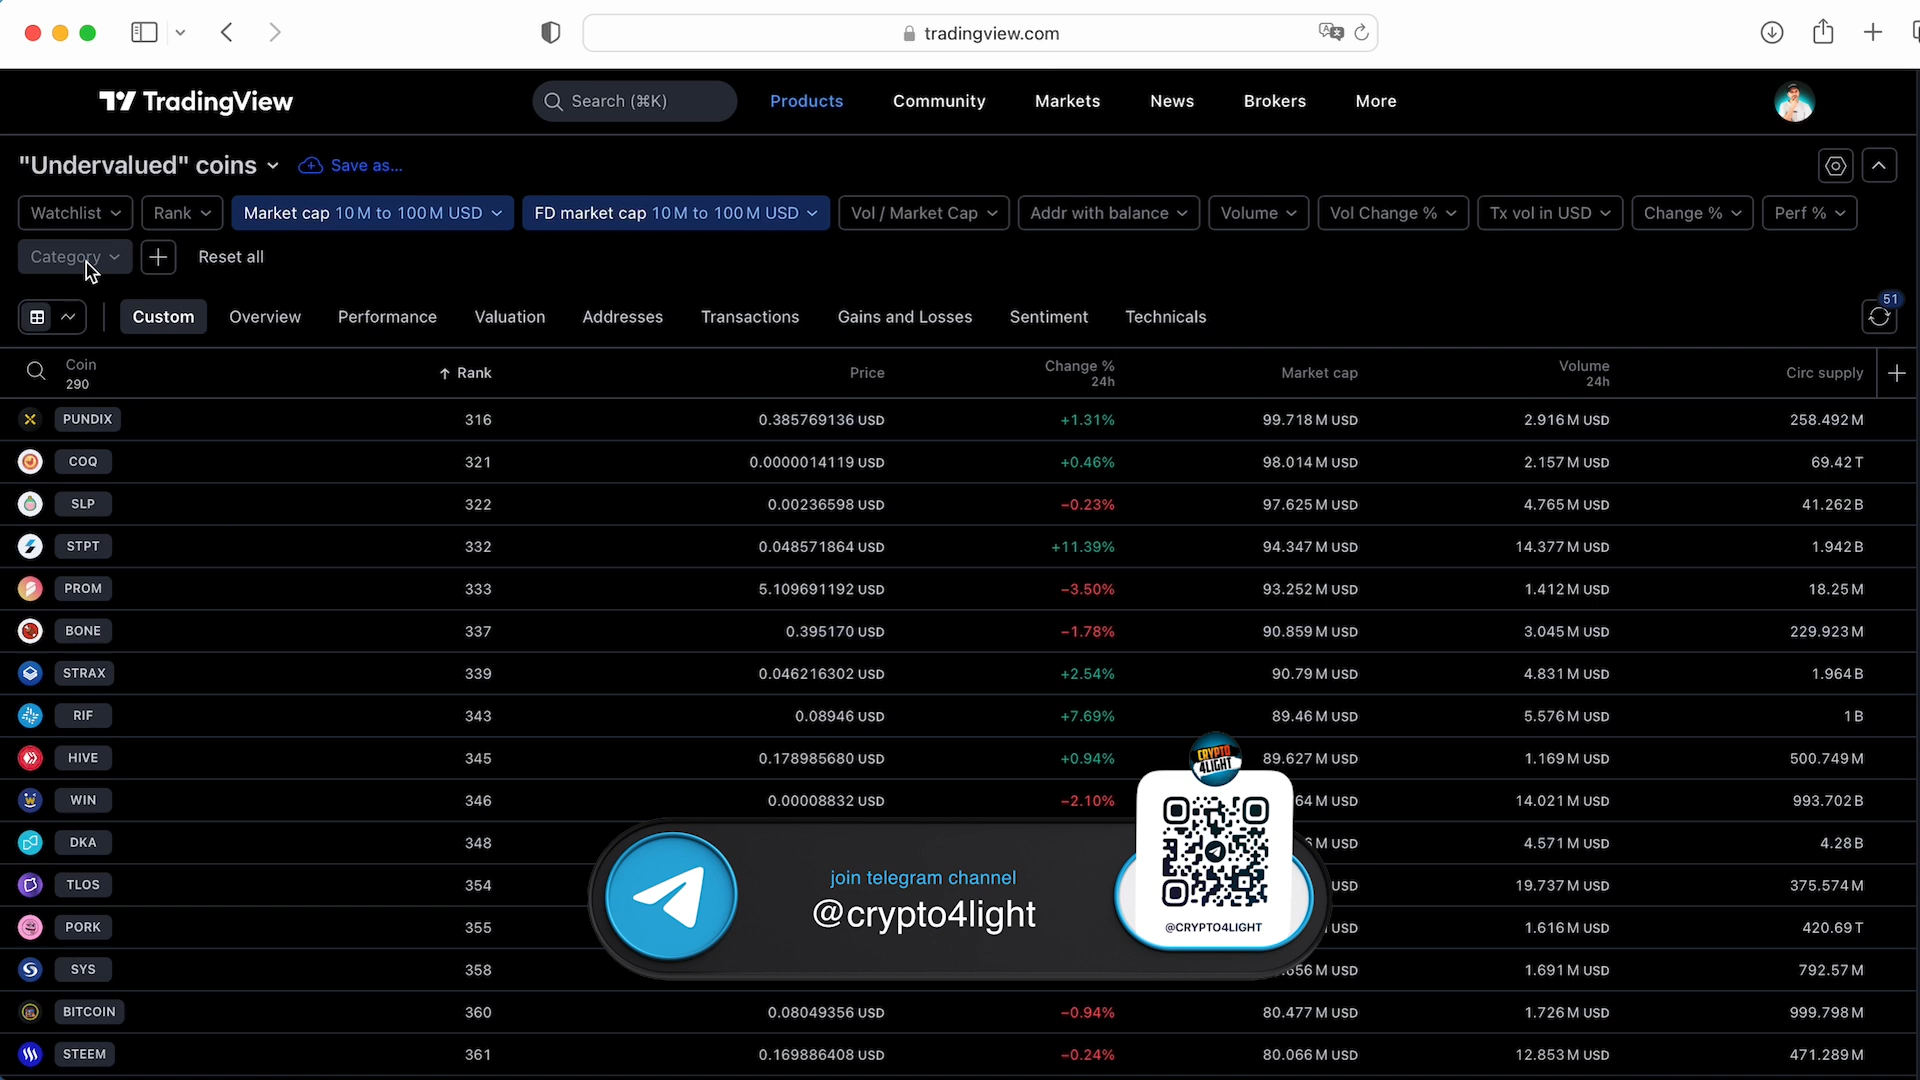 tradingview.com
TradingView
Search (⌘K)
Products
Community
Markets
News
Brokers
More
"Undervalued" coins
Save as...
Watchlist
Rank
Market cap 10 M to 100 M USD
FD market cap 10 M to 100 M USD
Vol / Market Cap
Addr with balance
Volume
Vol Change %
Tx vol in USD
Change %
Perf %
Category
Reset all
Custom
Overview
Performance
Valuation
Addresses
Transactions
Gains and Losses
Sentiment
Technicals
51
Coin
290
↑ Rank
Price
Change %
24h
Market cap
Volume
24h
Circ supply
PUNDIX 316 0.385769136 USD +1.31% 99.718 M USD 2.916 M USD 258.492 M
COQ 321 0.0000014119 USD +0.46% 98.014 M USD 2.157 M USD 69.42 T
SLP 322 0.00236598 USD −0.23% 97.625 M USD 4.765 M USD 41.262 B
STPT 332 0.048571864 USD +11.39% 94.347 M USD 14.377 M USD 1.942 B
PROM 333 5.109691192 USD −3.50% 93.252 M USD 1.412 M USD 18.25 M
BONE 337 0.395170 USD −1.78% 90.859 M USD 3.045 M USD 229.923 M
STRAX 339 0.046216302 USD +2.54% 90.79 M USD 4.831 M USD 1.964 B
RIF 343 0.08946 USD +7.69% 89.46 M USD 5.576 M USD 1 B
HIVE 345 0.178985680 USD +0.94% 89.627 M USD 1.169 M USD 500.749 M
WIN 346 0.00008832 USD −2.10% 64 M USD 14.021 M USD 993.702 B
DKA 348 M USD 4.571 M USD 4.28 B
TLOS 354 USD 19.737 M USD 375.574 M
PORK 355 USD 1.616 M USD 420.69 T
SYS 358 .656 M USD 1.691 M USD 792.57 M
BITCOIN 360 0.08049356 USD −0.94% 80.477 M USD 1.726 M USD 999.798 M
STEEM 361 0.169886408 USD −0.24% 80.066 M USD 12.853 M USD 471.289 M
CRYPTO
4LIGHT
join telegram channel
@crypto4light
@CRYPTO4LIGHT